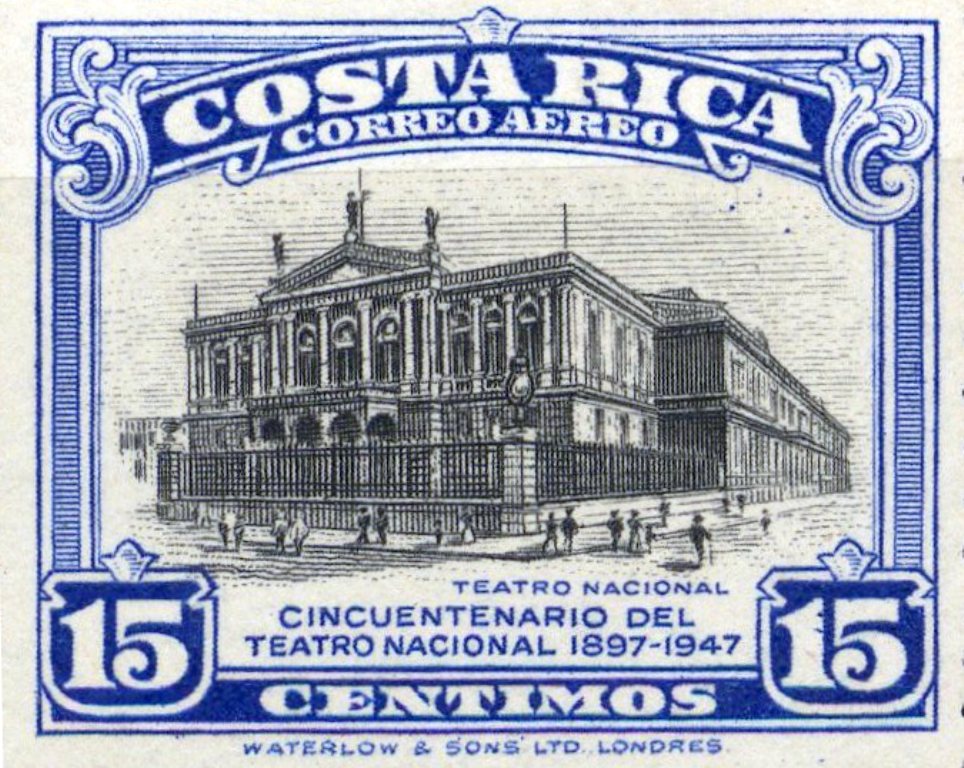 COSTA RICA
CORREO AEREO
TEATRO NACIONAL
CINCUENTENARIO DEL
TEATRO NACIONAL 1897-1947
15 15
CENTIMOS
WATERLOW & SONS LTD. LONDRES.